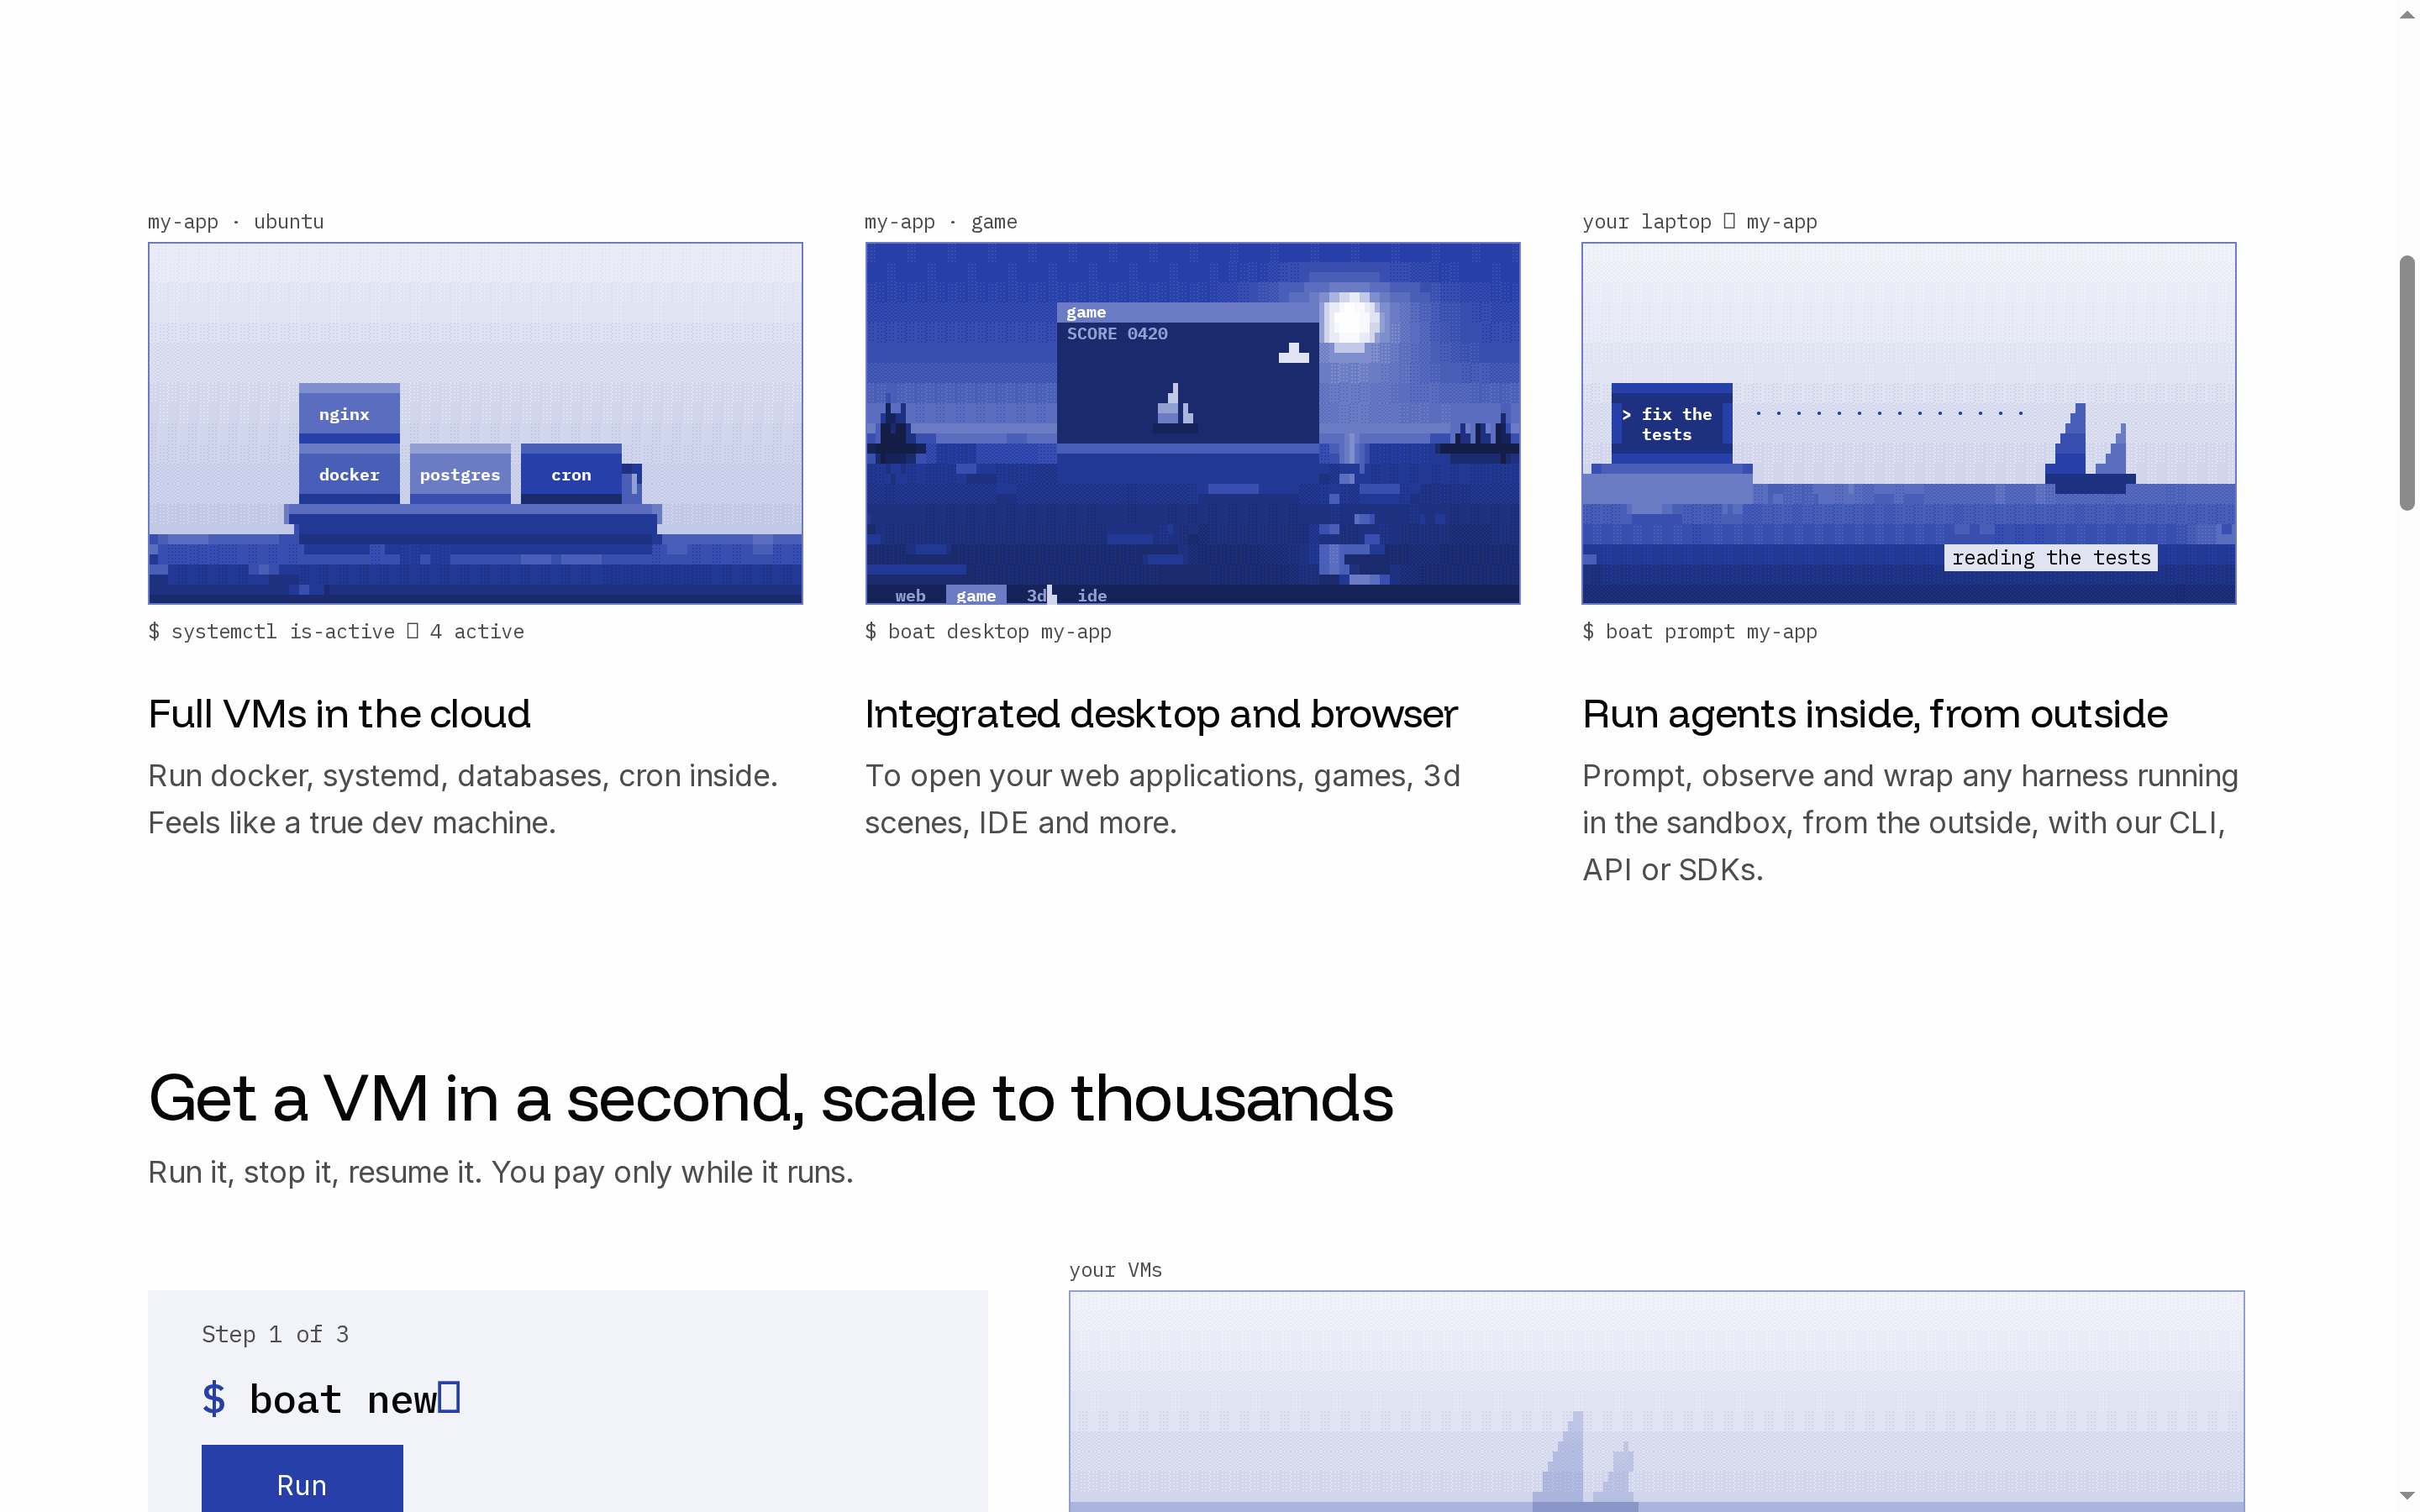 my-app · ubuntu
nginx
docker
postgres
cron
$ systemctl is-active ▯ 4 active
Full VMs in the cloud
Run docker, systemd, databases, cron inside.
Feels like a true dev machine.
my-app · game
game
SCORE 0420
web
game
3d
ide
$ boat desktop my-app
Integrated desktop and browser
To open your web applications, games, 3d
scenes, IDE and more.
your laptop ▯ my-app
> fix the
tests
reading the tests
$ boat prompt my-app
Run agents inside, from outside
Prompt, observe and wrap any harness running
in the sandbox, from the outside, with our CLI,
API or SDKs.
Get a VM in a second, scale to thousands
Run it, stop it, resume it. You pay only while it runs.
Step 1 of 3
$ boat new▯
Run
your VMs